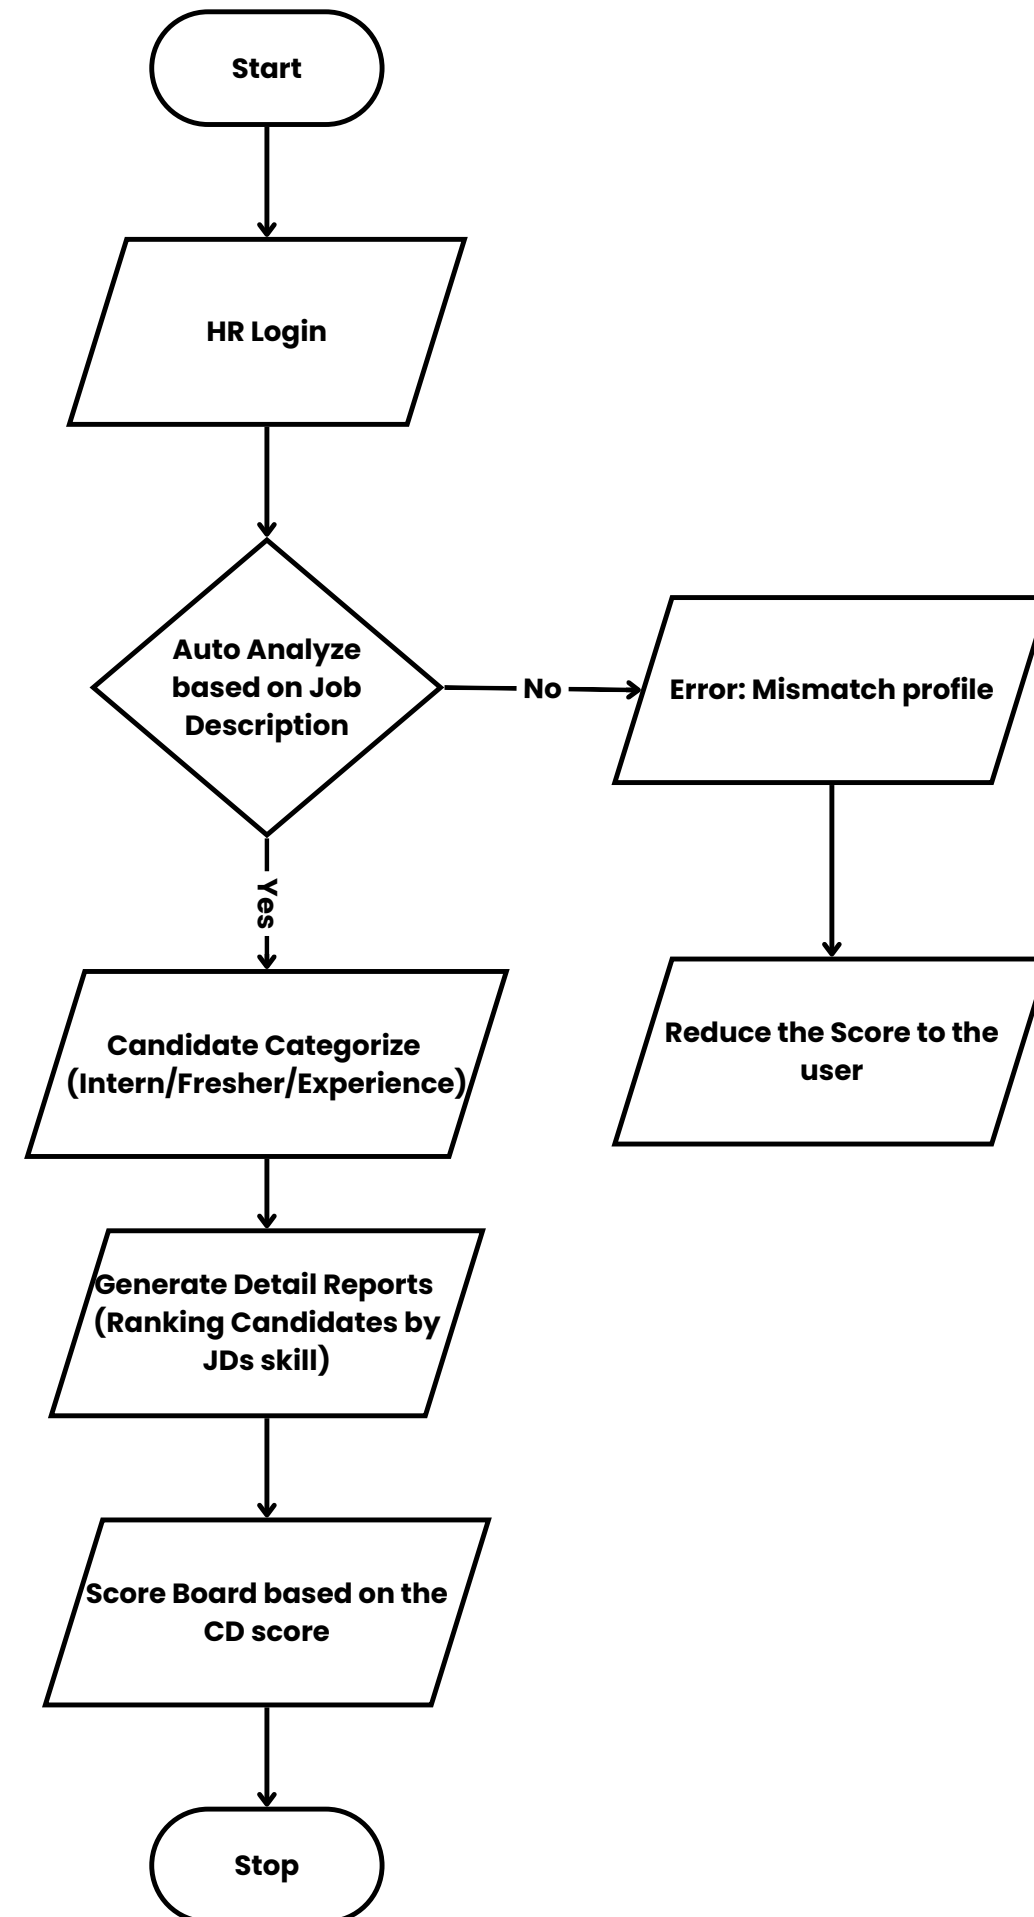 Start
HR Login
Auto Analyze
based on Job
Description
No
Error: Mismatch profile
Yes
Reduce the Score to the
user
Candidate Categorize
(Intern/Fresher/Experience)
Generate Detail Reports
(Ranking Candidates by
JDs skill)
Score Board based on the
CD score
Stop